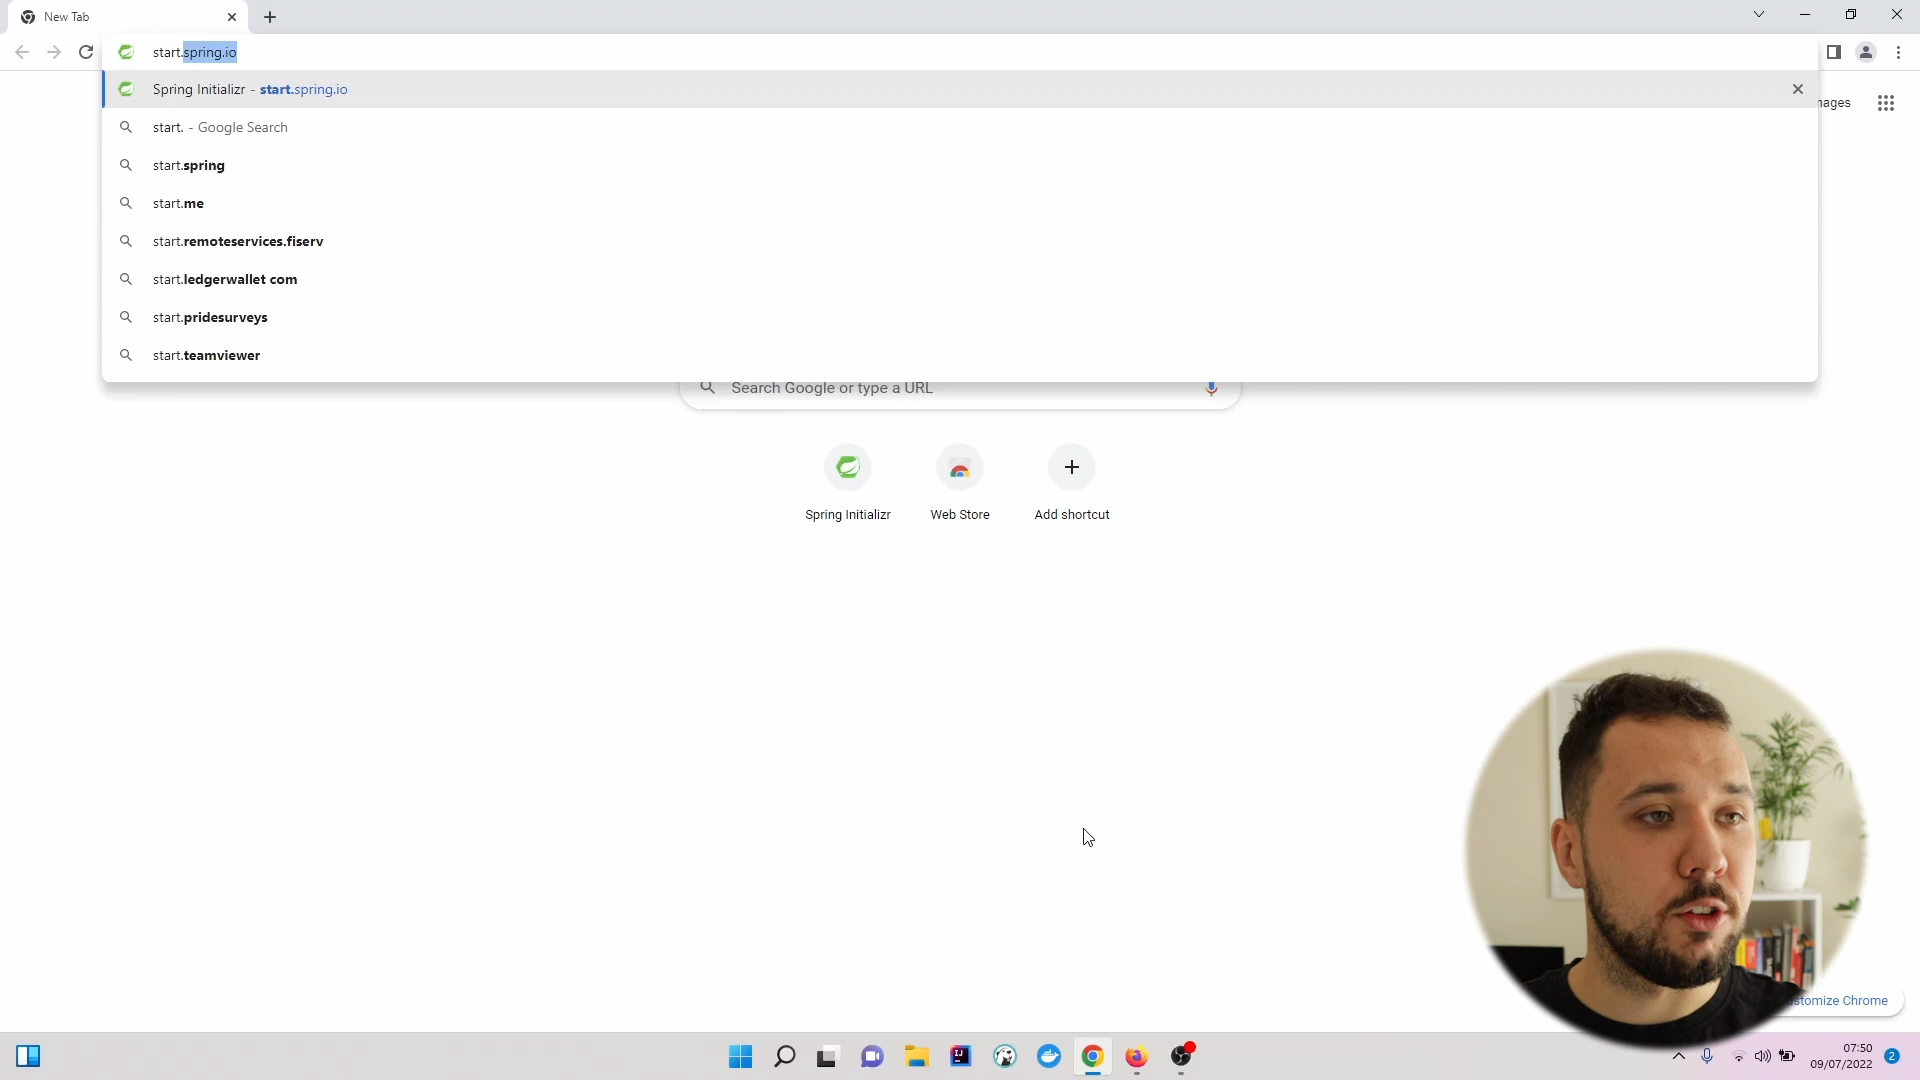 New Tab
start.spring.io
Spring Initializr - start.spring.io
start. - Google Search
start.spring
start.me
start.remoteservices.fiserv
start.ledgerwallet com
start.pridesurveys
start.teamviewer
Search Google or type a URL
Spring Initializr
Web Store
Add shortcut
Chrome
07:50
09/07/2022
2